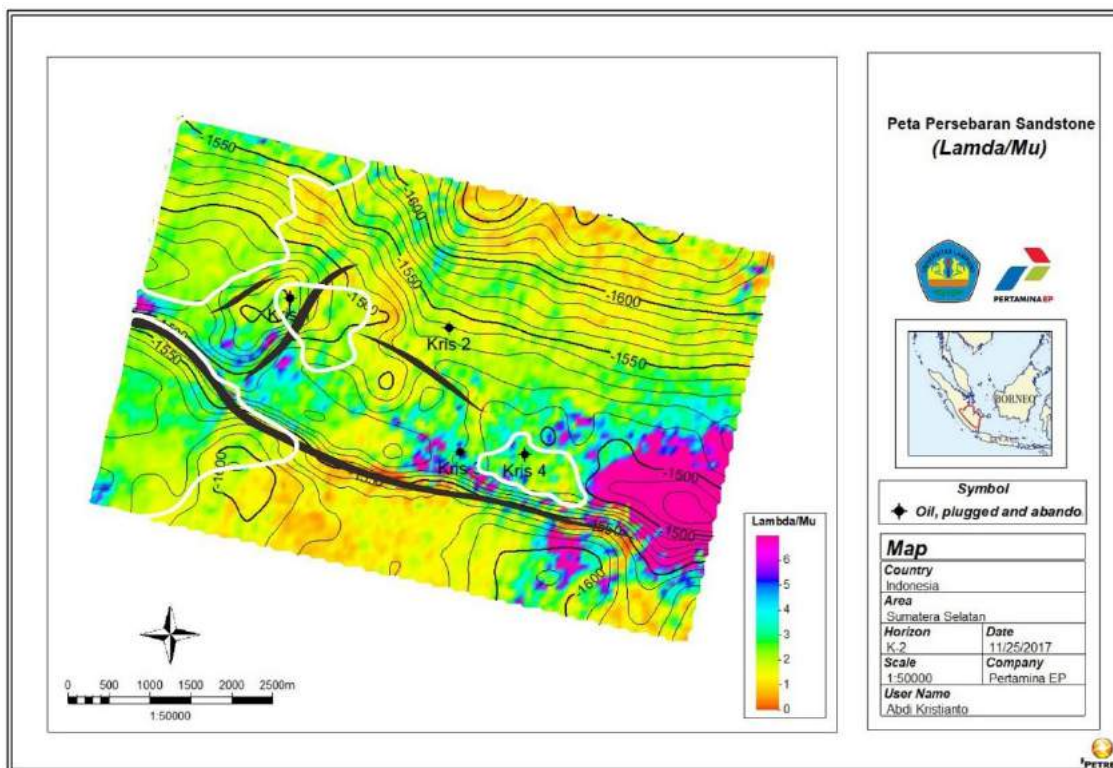 Peta Persebaran Sandstone
(Lamda/Mu)
PERTAMINA EP
BORNEO
Symbol
Oil, plugged and abando
Map
Country
Indonesia
Area
Sumatera Selatan
Horizon
K-2
Date
11/25/2017
Scale
1:50000
Company
Pertamina EP
User Name
Abdi Kristianto
-1550
-1600
-1550
-1600
-1500
-1550
Kris 2
-1550
Kris
Kris 4
-1500
-1600
-1550
-1500
-1600
Lambda/Mu
6
5
4
3
2
1
0
0 500 1000 1500 2000 2500m
1:50000
PETRE